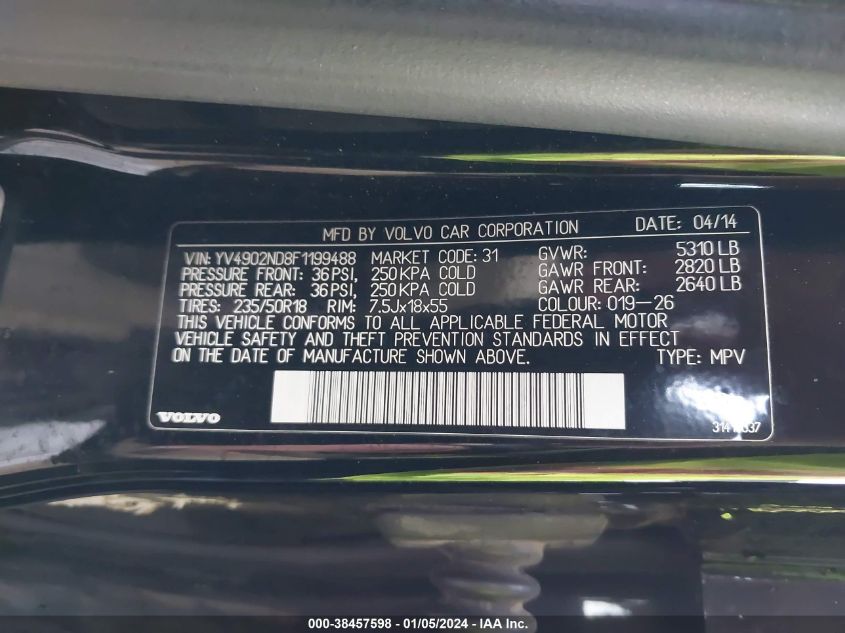 MFD BY VOLVO CAR CORPORATION DATE: 04/14
VIN: YV4902ND8F1199488 MARKET CODE: 31 GVWR: 5310 LB
PRESSURE FRONT: 36 PSI, 250 KPA COLD GAWR FRONT: 2820 LB
PRESSURE REAR: 36 PSI, 250 KPA COLD GAWR REAR: 2640 LB
TIRES: 235/50R18 RIM: 7.5Jx18x55 COLOUR: 019-26
THIS VEHICLE CONFORMS TO ALL APPLICABLE FEDERAL MOTOR
VEHICLE SAFETY AND THEFT PREVENTION STANDARDS IN EFFECT
ON THE DATE OF MANUFACTURE SHOWN ABOVE. TYPE: MPV
VOLVO
000-38457598 - 01/05/2024 - IAA Inc.